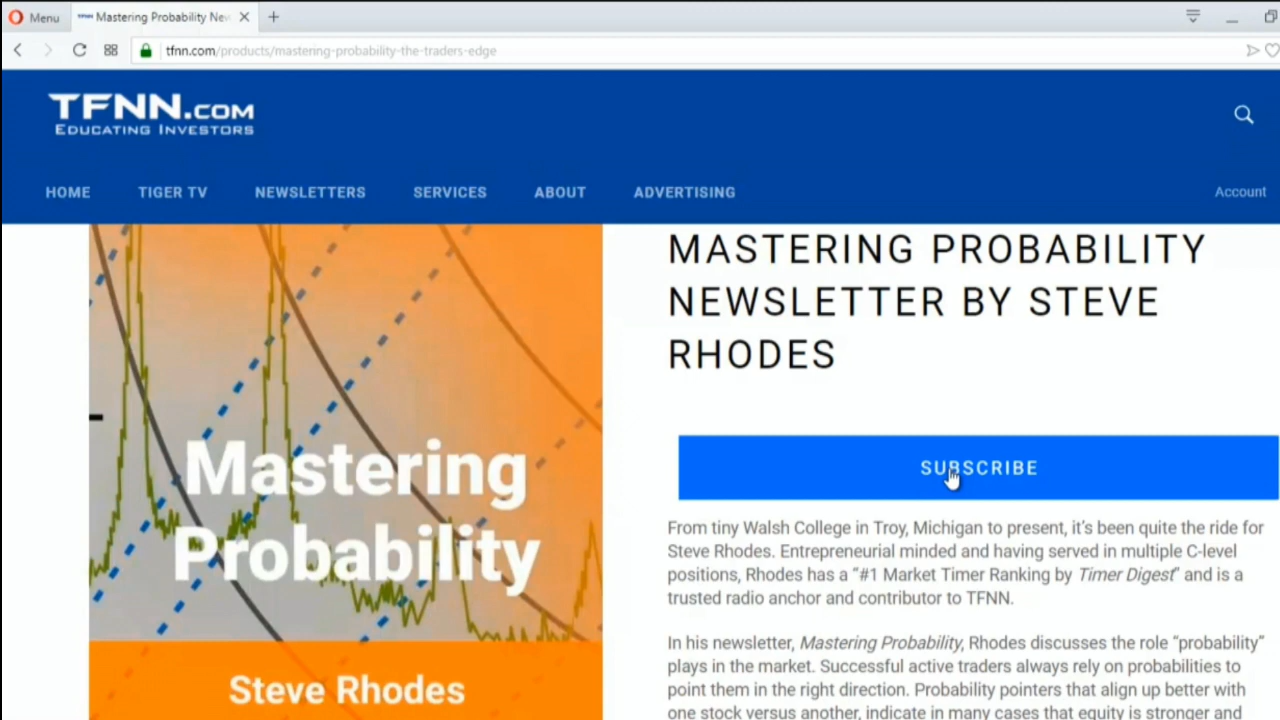 Menu
Mastering Probability New
tfnn.com/products/mastering-probability-the-traders-edge
TFNN.COM
EDUCATING INVESTORS
HOME TIGER TV NEWSLETTERS SERVICES ABOUT ADVERTISING Account
Mastering
Probability
Steve Rhodes
MASTERING PROBABILITY
NEWSLETTER BY STEVE
RHODES
SUBSCRIBE
From tiny Walsh College in Troy, Michigan to present, it's been quite the ride for
Steve Rhodes. Entrepreneurial minded and having served in multiple C-level
positions, Rhodes has a “#1 Market Timer Ranking by Timer Digest” and is a
trusted radio anchor and contributor to TFNN.
In his newsletter, Mastering Probability, Rhodes discusses the role “probability”
plays in the market. Successful active traders always rely on probabilities to
point them in the right direction. Probability pointers that align up better with
one stock versus another, indicate in many cases that equity is stronger and